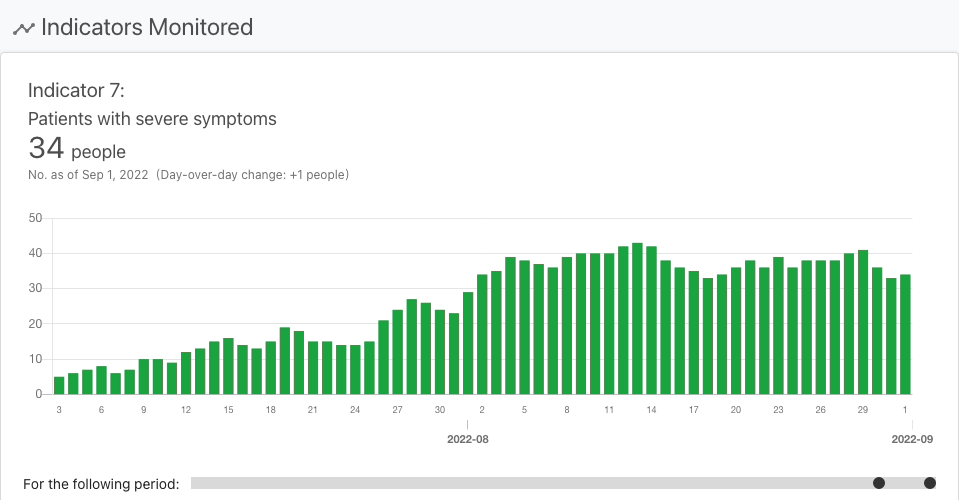 Indicators Monitored
Indicator 7:
Patients with severe symptoms
34 people
No. as of Sep 1, 2022 (Day-over-day change: +1 people)
50
40
30
20
10
0
3 6 9 12 15 18 21 24 27 30 2 5 8 11 14 17 20 23 26 29 1
2022-08 2022-09
For the following period: